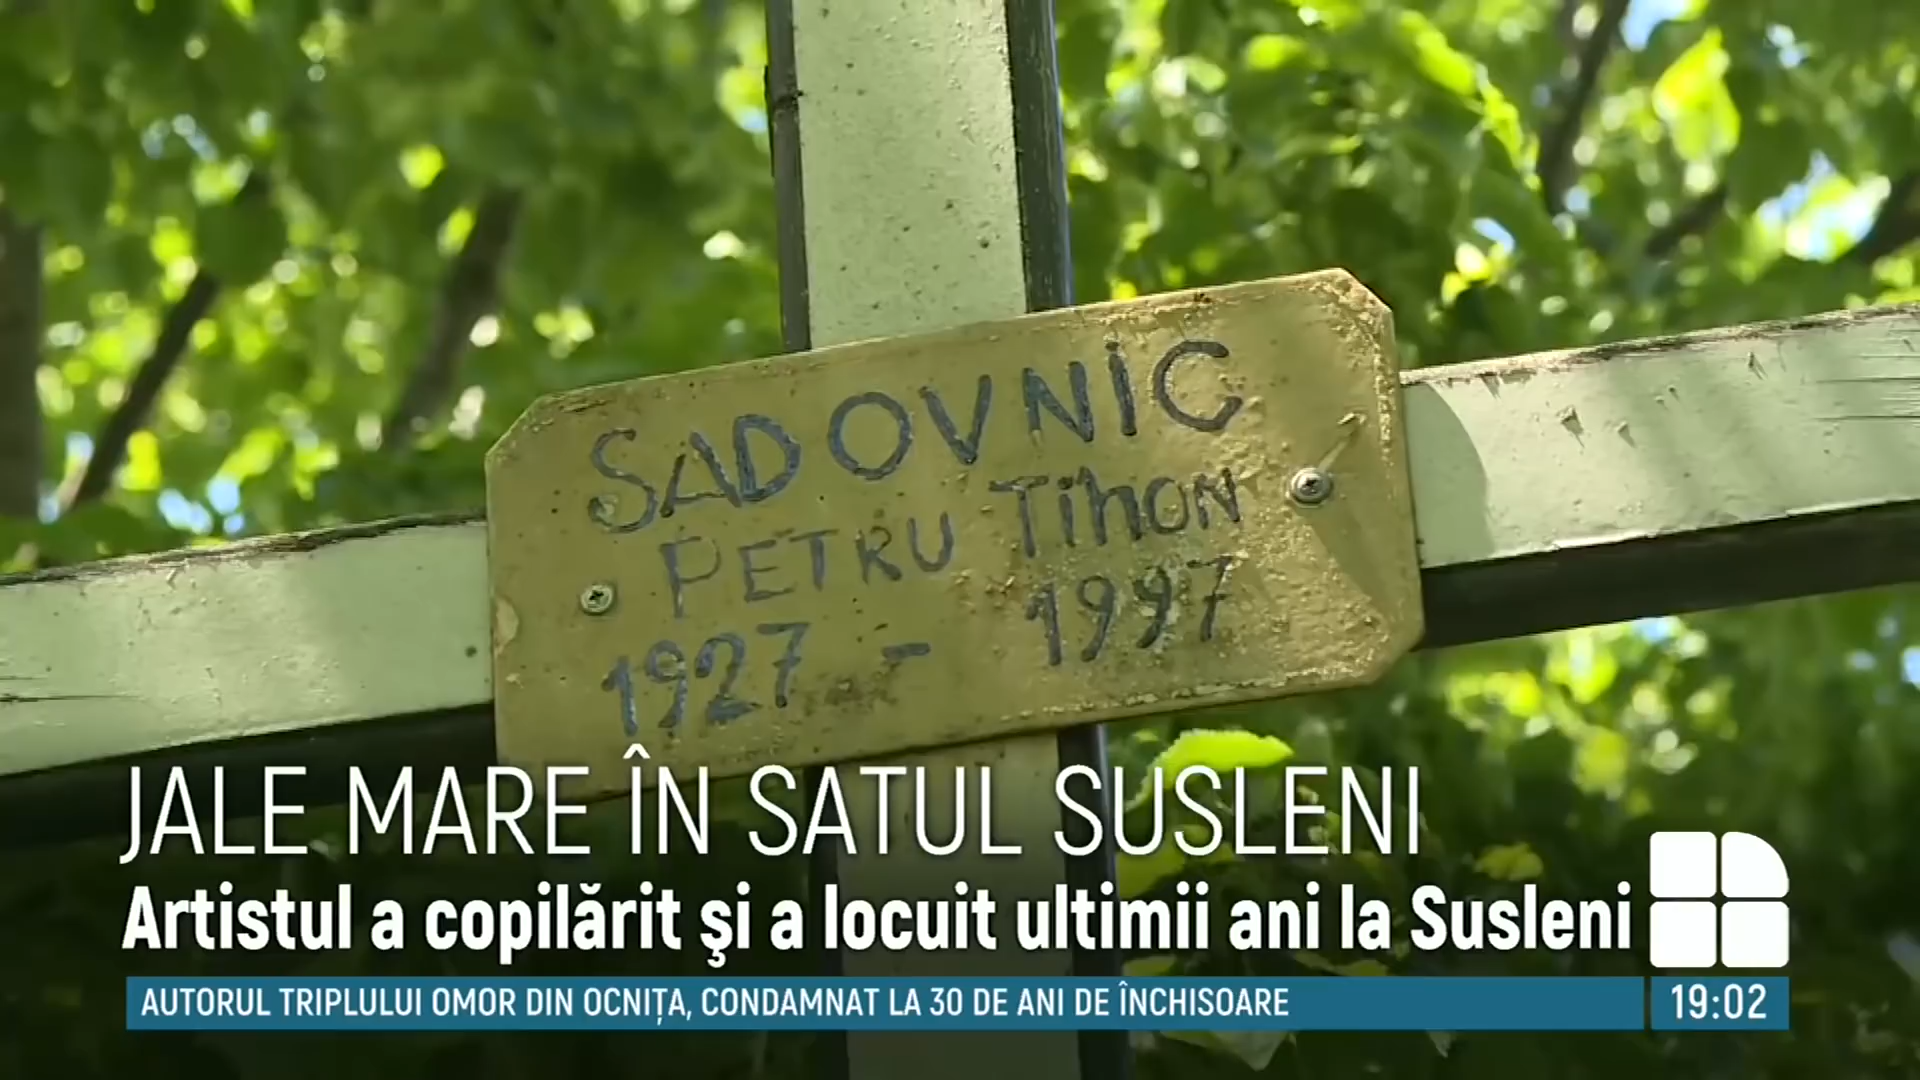 SADOVNIC
PETRU TIHON
1927 - 1997
JALE MARE ÎN SATUL SUSLENI
Artistul a copilărit şi a locuit ultimii ani la Susleni
AUTORUL TRIPLULUI OMOR DIN OCNIȚA, CONDAMNAT LA 30 DE ANI DE ÎNCHISOARE
19:02